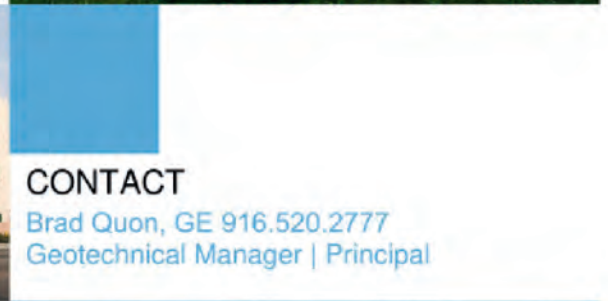 CONTACT
Brad Quon, GE 916.520.2777
Geotechnical Manager | Principal